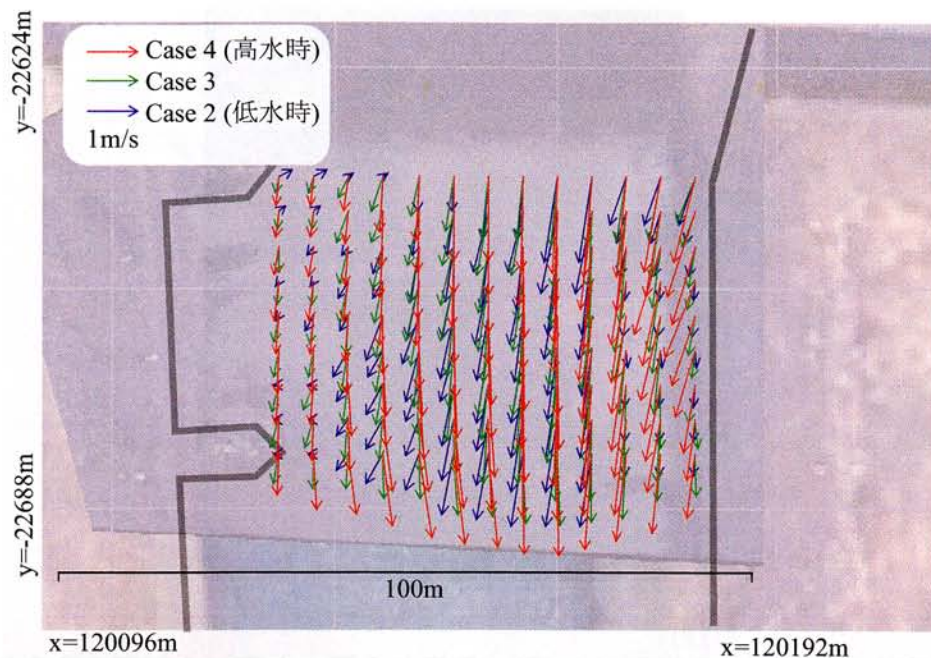 y=-22624m
Case 4 (高水時)
Case 3
Case 2 (低水時)
1m/s
y=-22688m
100m
x=120096m
x=120192m